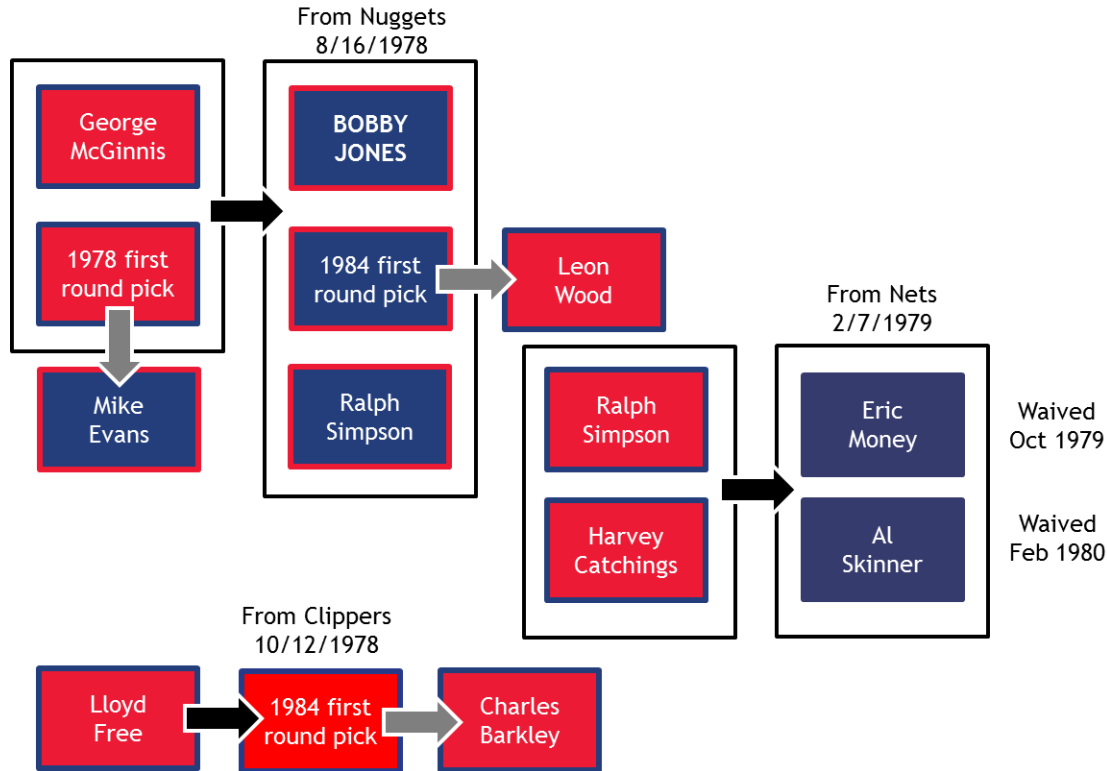 From Nuggets
8/16/1978
George
McGinnis
BOBBY
JONES
1978 first
round pick
1984 first
round pick
Leon
Wood
From Nets
2/7/1979
Mike
Evans
Ralph
Simpson
Ralph
Simpson
Eric
Money
Waived
Oct 1979
Harvey
Catchings
Al
Skinner
Waived
Feb 1980
From Clippers
10/12/1978
Lloyd
Free
1984 first
round pick
Charles
Barkley